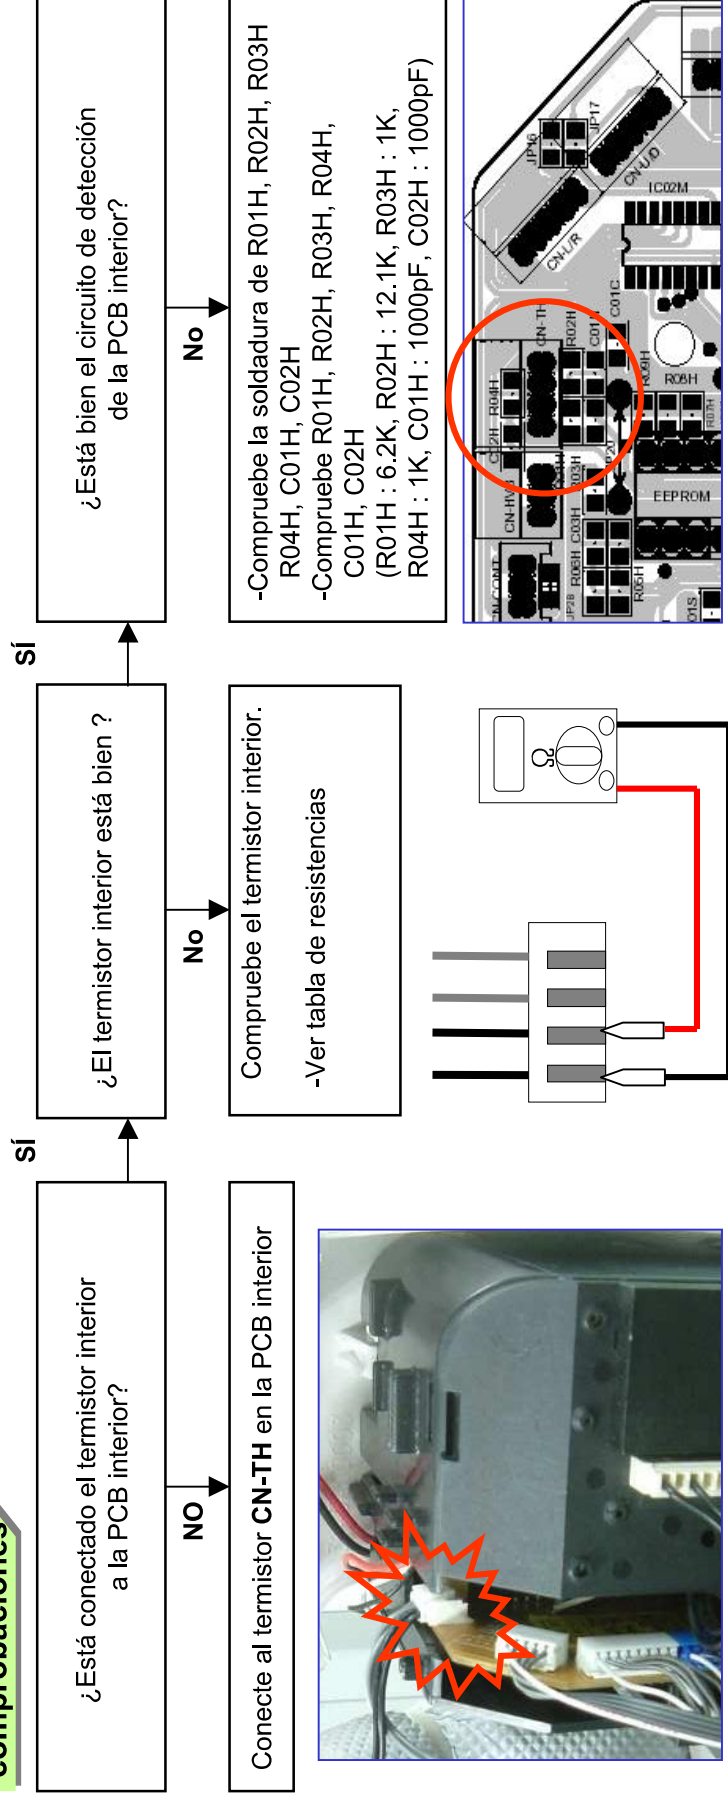 comprobaciones
¿Está conectado el termistor interior
a la PCB interior?
SÍ
¿El termistor interior está bien ?
SÍ
¿Está bien el circuito de detección
de la PCB interior?
NO
No
No
Conecte al termistor CN-TH en la PCB interior
Compruebe el termistor interior.
-Ver tabla de resistencias
-Compruebe la soldadura de R01H, R02H, R03H
R04H, C01H, C02H
-Compruebe R01H, R02H, R03H, R04H,
C01H, C02H
(R01H : 6.2K, R02H : 12.1K, R03H : 1K,
R04H : 1K, C01H : 1000pF, C02H : 1000pF)
Ω
JP16
JP17
CN-U/D
CN-L/R
IC02M
CN-TH
R04H
C02H
R02H
C01H
C01C
CN-HVB
R03H
C03H
R06H
R05H
JP28
R09H
R08H
R07H
EEPROM
01S